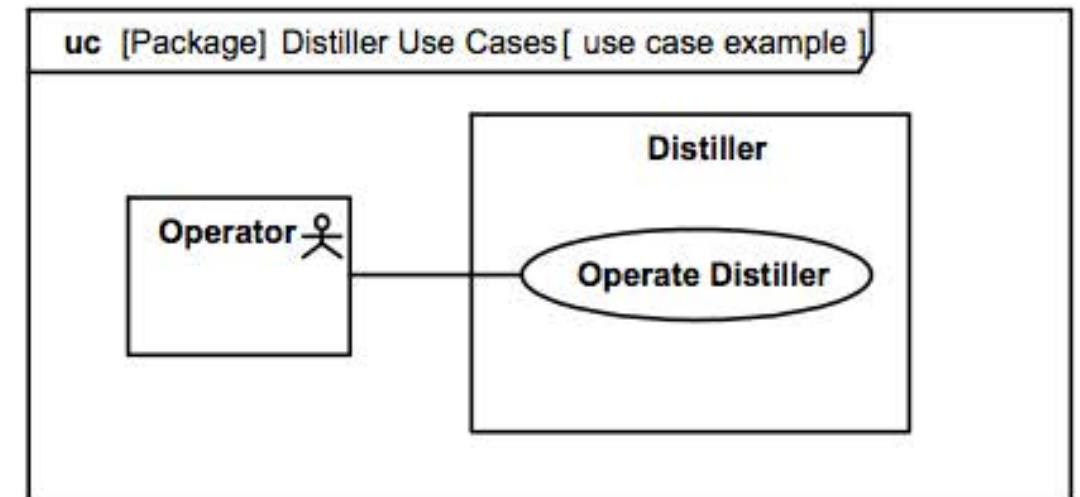 uc [Package] Distiller Use Cases [ use case example ]
Distiller
Operator
Operate Distiller